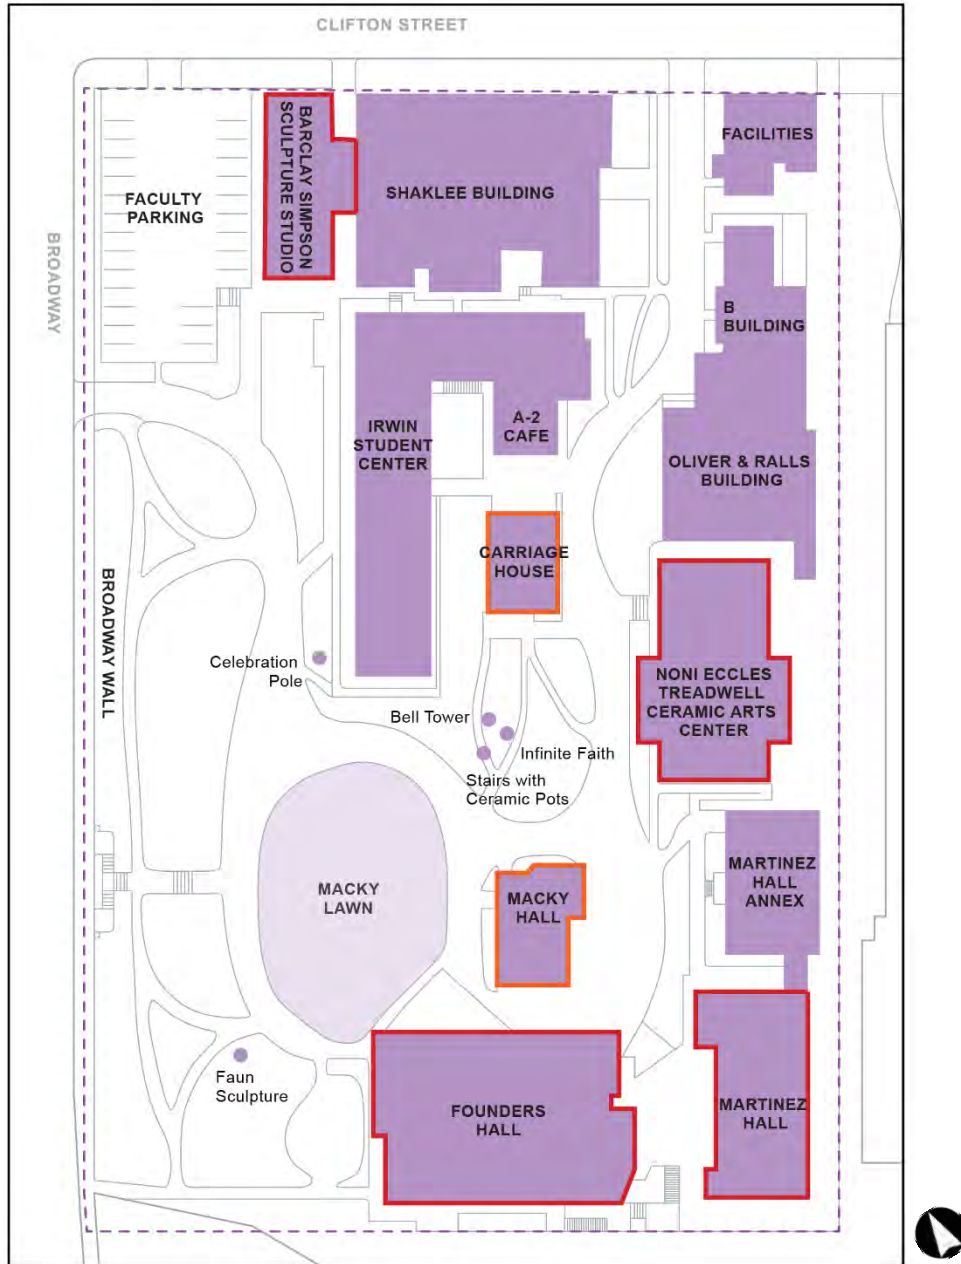 CLIFTON STREET
BARCLAY SIMPSON
SCULPTURE STUDIO
FACULTY
PARKING
SHAKLEE BUILDING
FACILITIES
BROADWAY
B
BUILDING
IRWIN
STUDENT
CENTER
A-2
CAFE
OLIVER & RALLS
BUILDING
CARRIAGE
HOUSE
BROADWAY WALL
Celebration
Pole
NONI ECCLES
TREADWELL
CERAMIC ARTS
CENTER
Bell Tower
Infinite Faith
Stairs with
Ceramic Pots
MACKY
LAWN
MACKY
HALL
MARTINEZ
HALL
ANNEX
Faun
Sculpture
FOUNDERS
HALL
MARTINEZ
HALL